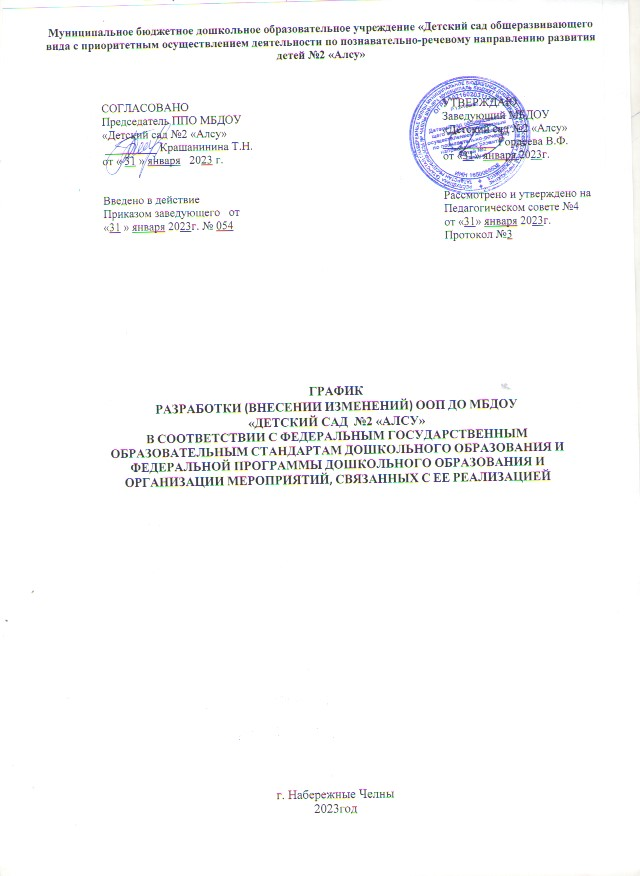 Муниципальное бюджетное дошкольное образовательное учреждение «Детский сад общеразвивающего
вида с приоритетным осуществлением деятельности по познавательно-речевому направлению развития
детей №2 «Алсу»
СОГЛАСОВАНО
Председатель ППО МБДОУ
«Детский сад №2 «Алсу»
Крашанинина Т.Н.
от « 31 » января 2023 г.
УТВЕРЖДАЮ
Заведующий МБДОУ
«Детский сад №2 «Алсу»
Гордеева В.Ф.
от «31» января 2023г.
Введено в действие
Приказом заведующего от
«31 » января 2023г. № 054
Рассмотрено и утверждено на
Педагогическом совете №4
от «31» января 2023г.
Протокол №3
ГРАФИК
РАЗРАБОТКИ (ВНЕСЕНИИ ИЗМЕНЕНИЙ) ООП ДО МБДОУ
«ДЕТСКИЙ САД №2 «АЛСУ»
В СООТВЕТСТВИИ С ФЕДЕРАЛЬНЫМ ГОСУДАРСТВЕННЫМ
ОБРАЗОВАТЕЛЬНЫМ СТАНДАРТАМ ДОШКОЛЬНОГО ОБРАЗОВАНИЯ И
ФЕДЕРАЛЬНОЙ ПРОГРАММЫ ДОШКОЛЬНОГО ОБРАЗОВАНИЯ И
ОРГАНИЗАЦИИ МЕРОПРИЯТИЙ, СВЯЗАННЫХ С ЕЕ РЕАЛИЗАЦИЕЙ
г. Набережные Челны
2023год